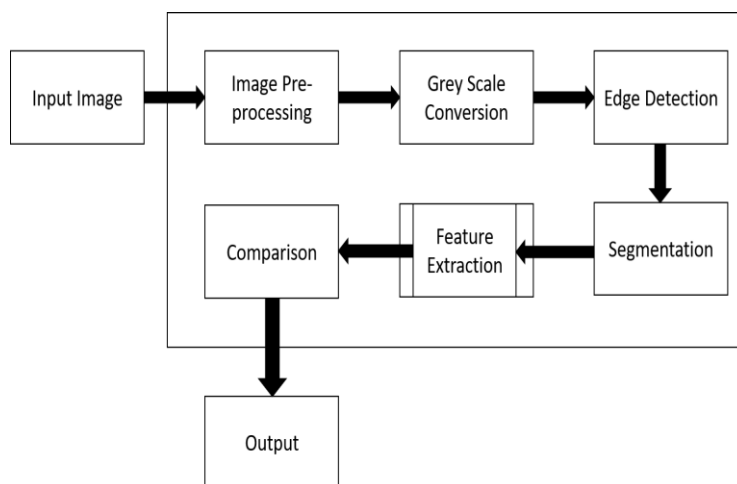 Input Image
Image Pre-
processing
Grey Scale
Conversion
Edge Detection
Segmentation
Feature
Extraction
Comparison
Output